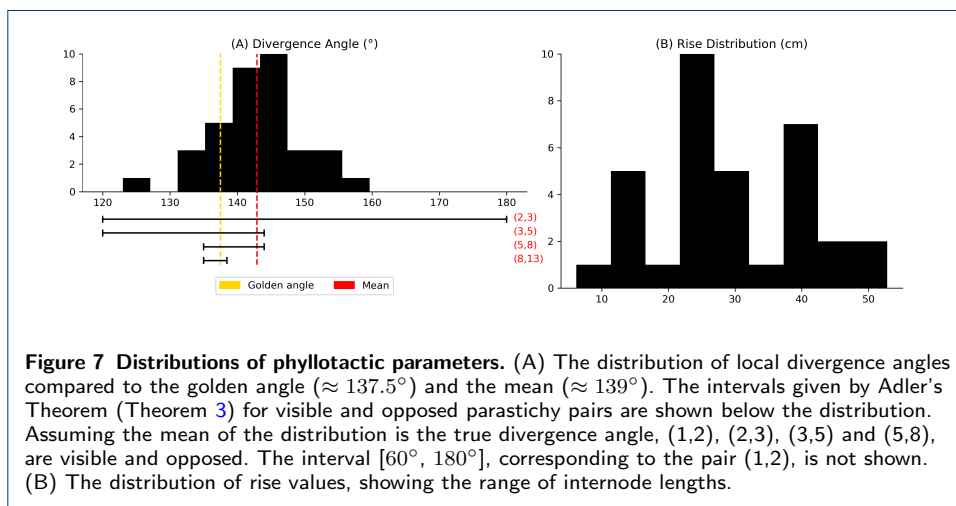 (A) Divergence Angle (°)
10
8
6
4
2
0
120 130 140 150 160 170 180
(2,3)
(3,5)
(5,8)
(8,13)
Golden angle Mean
(B) Rise Distribution (cm)
10
8
6
4
2
0
10 20 30 40 50
Figure 7 Distributions of phyllotactic parameters. (A) The distribution of local divergence angles
compared to the golden angle (≈ 137.5°) and the mean (≈ 139°). The intervals given by Adler's
Theorem (Theorem 3) for visible and opposed parastichy pairs are shown below the distribution.
Assuming the mean of the distribution is the true divergence angle, (1,2), (2,3), (3,5) and (5,8),
are visible and opposed. The interval [60°, 180°], corresponding to the pair (1,2), is not shown.
(B) The distribution of rise values, showing the range of internode lengths.